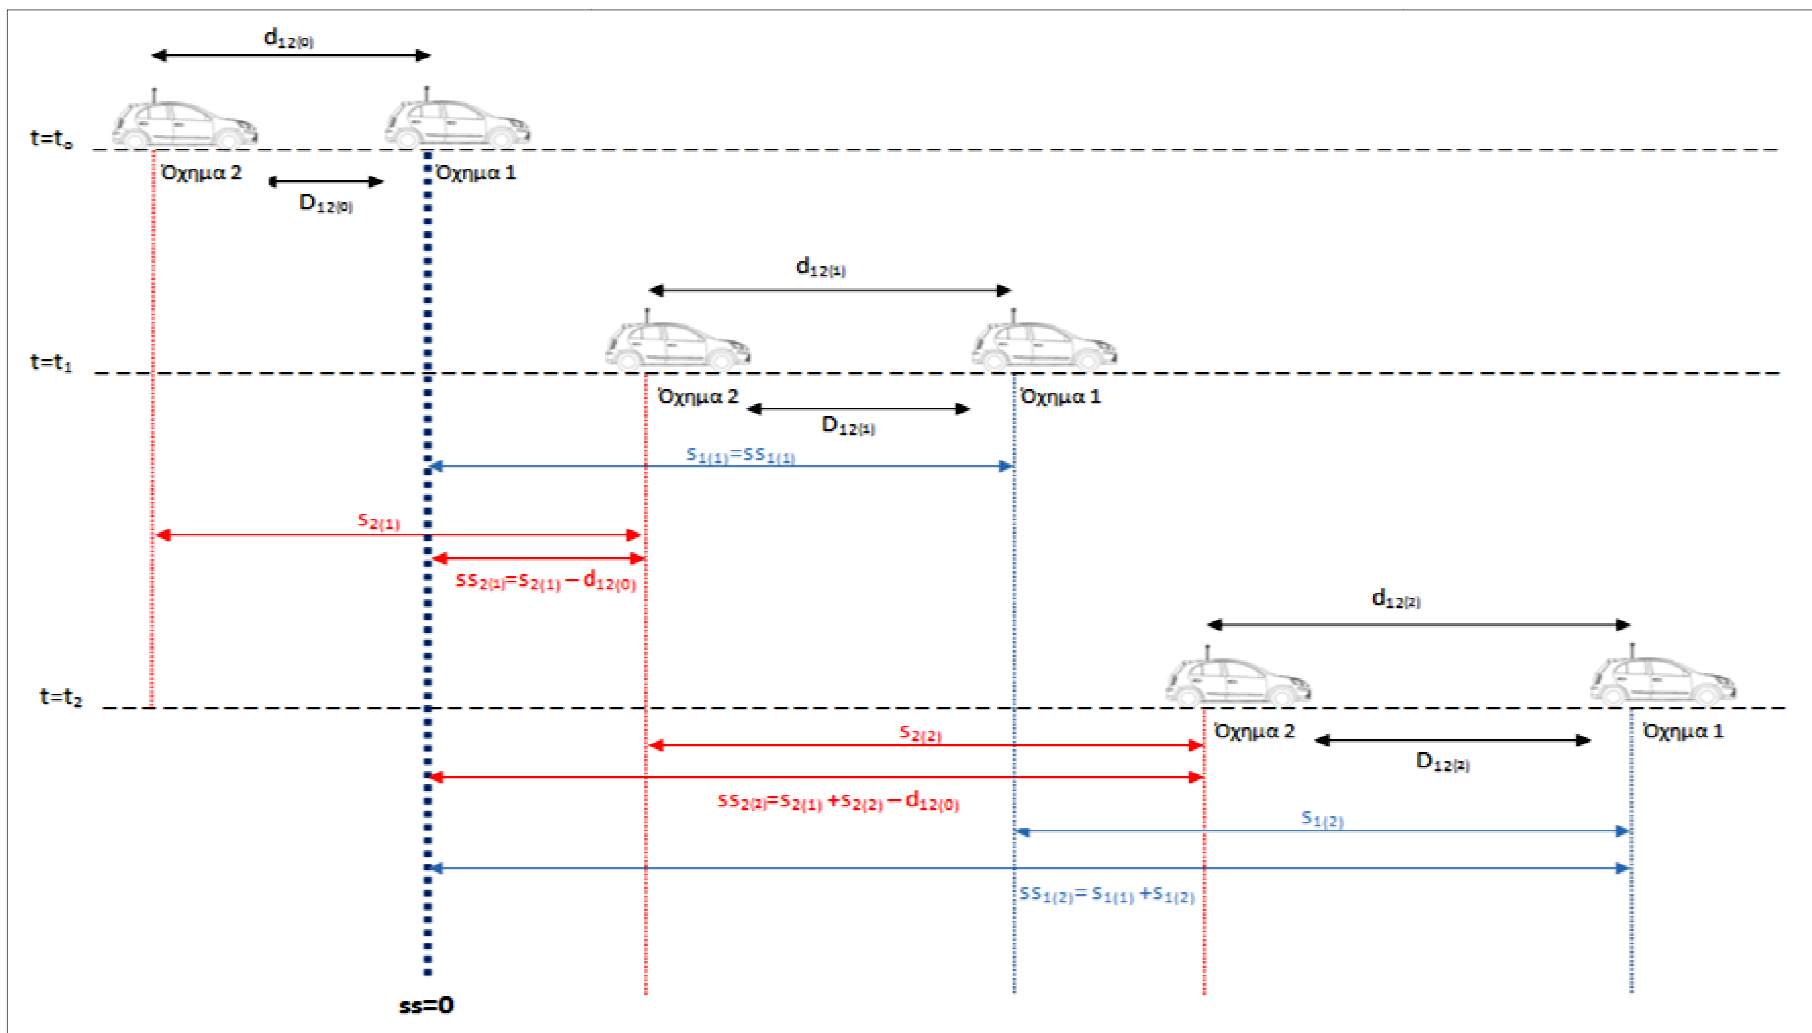 d₁₂₍₀₎
t=tₒ
Όχημα 2
Όχημα 1
D₁₂₍₀₎
d₁₂₍₁₎
t=t₁
Όχημα 2
Όχημα 1
D₁₂₍₁₎
s₁₍₁₎=ss₁₍₁₎
s₂₍₁₎
ss₂₍₁₎=s₂₍₁₎ – d₁₂₍₀₎
d₁₂₍₂₎
t=t₂
Όχημα 2
Όχημα 1
s₂₍₂₎
D₁₂₍₂₎
ss₂₍₂₎=s₂₍₁₎ +s₂₍₂₎ – d₁₂₍₀₎
s₁₍₂₎
ss₁₍₂₎= s₁₍₁₎ +s₁₍₂₎
ss=0